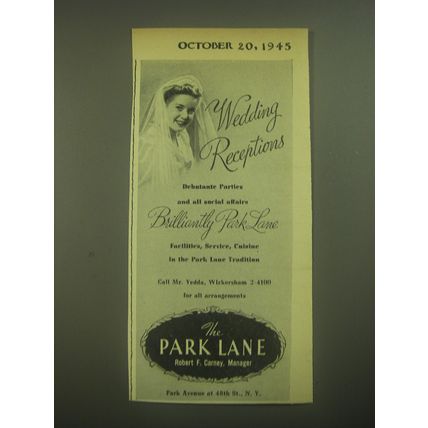 OCTOBER 20, 1945
Wedding
Receptions
Debutante Parties
and all social affairs
Brilliantly Park Lane
Facilities, Service, Cuisine
in the Park Lane Tradition
Call Mr. Yedda, WIckersham 2-4100
for all arrangements
The
PARK LANE
Robert F. Carney, Manager
Park Avenue at 48th St., N. Y.